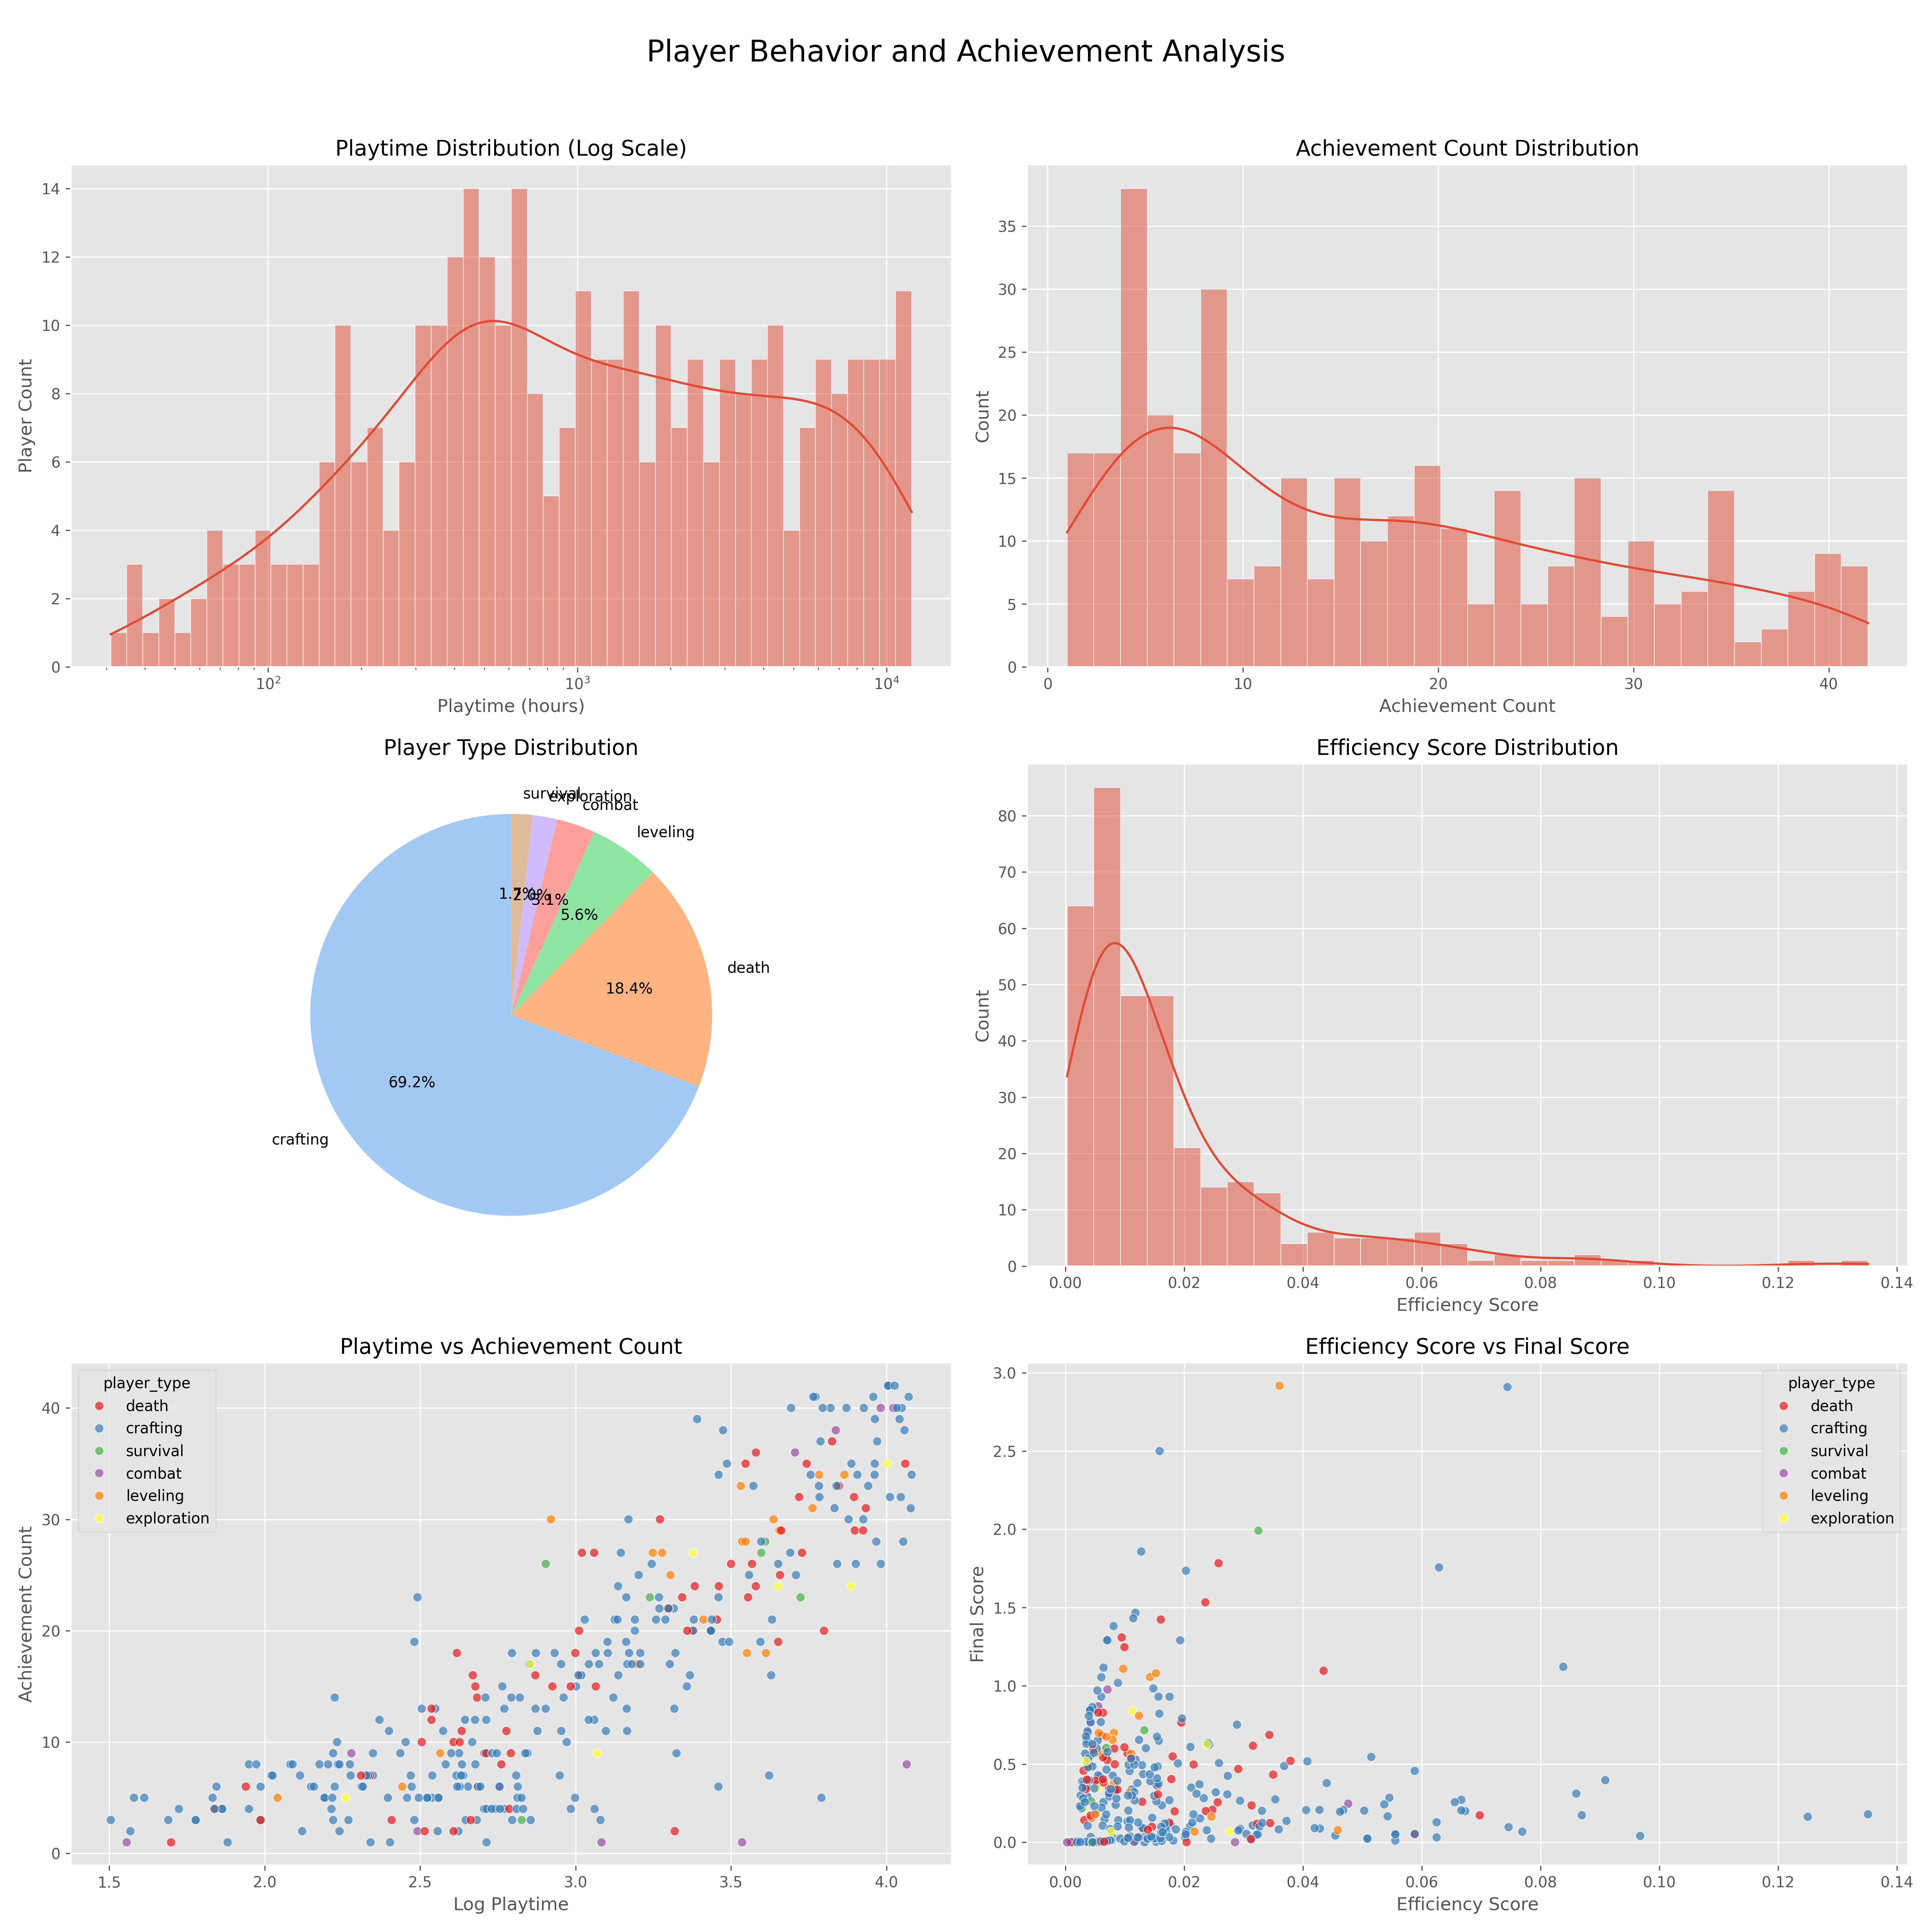 Player Behavior and Achievement Analysis
Playtime Distribution (Log Scale)
Player Count
14
12
10
8
6
4
2
0
10²
10³
10⁴
Playtime (hours)
Achievement Count Distribution
Count
35
30
25
20
15
10
5
0
0
10
20
30
40
Achievement Count
Player Type Distribution
survival
exploration
combat
leveling
death
crafting
1.7%
2.0%
3.1%
5.6%
18.4%
69.2%
Efficiency Score Distribution
Count
80
70
60
50
40
30
20
10
0
0.00
0.02
0.04
0.06
0.08
0.10
0.12
0.14
Efficiency Score
Playtime vs Achievement Count
player_type
death
crafting
survival
combat
leveling
exploration
Achievement Count
40
30
20
10
0
1.5
2.0
2.5
3.0
3.5
4.0
Log Playtime
Efficiency Score vs Final Score
player_type
death
crafting
survival
combat
leveling
exploration
Final Score
3.0
2.5
2.0
1.5
1.0
0.5
0.0
0.00
0.02
0.04
0.06
0.08
0.10
0.12
0.14
Efficiency Score